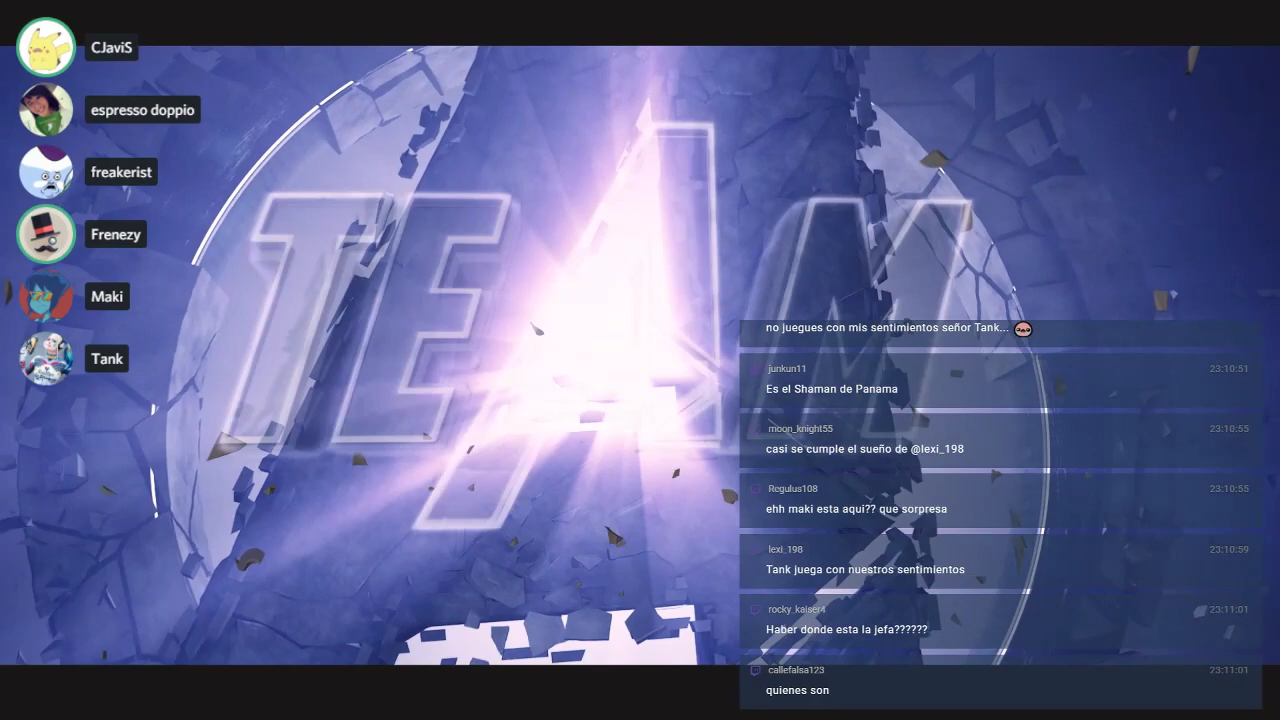 CJaviS
espresso doppio
freakerist
Frenezy
Maki
Tank
TEAM
no juegues con mis sentimientos señor Tank...
junkun11
23:10:51
Es el Shaman de Panama
moon_knight55
23:10:55
casi se cumple el sueño de @lexi_198
Regulus108
23:10:55
ehh maki esta aqui?? que sorpresa
lexi_198
23:10:59
Tank juega con nuestros sentimientos
rocky_kaiser4
23:11:01
Haber donde esta la jefa??????
callefalsa123
23:11:01
quienes son